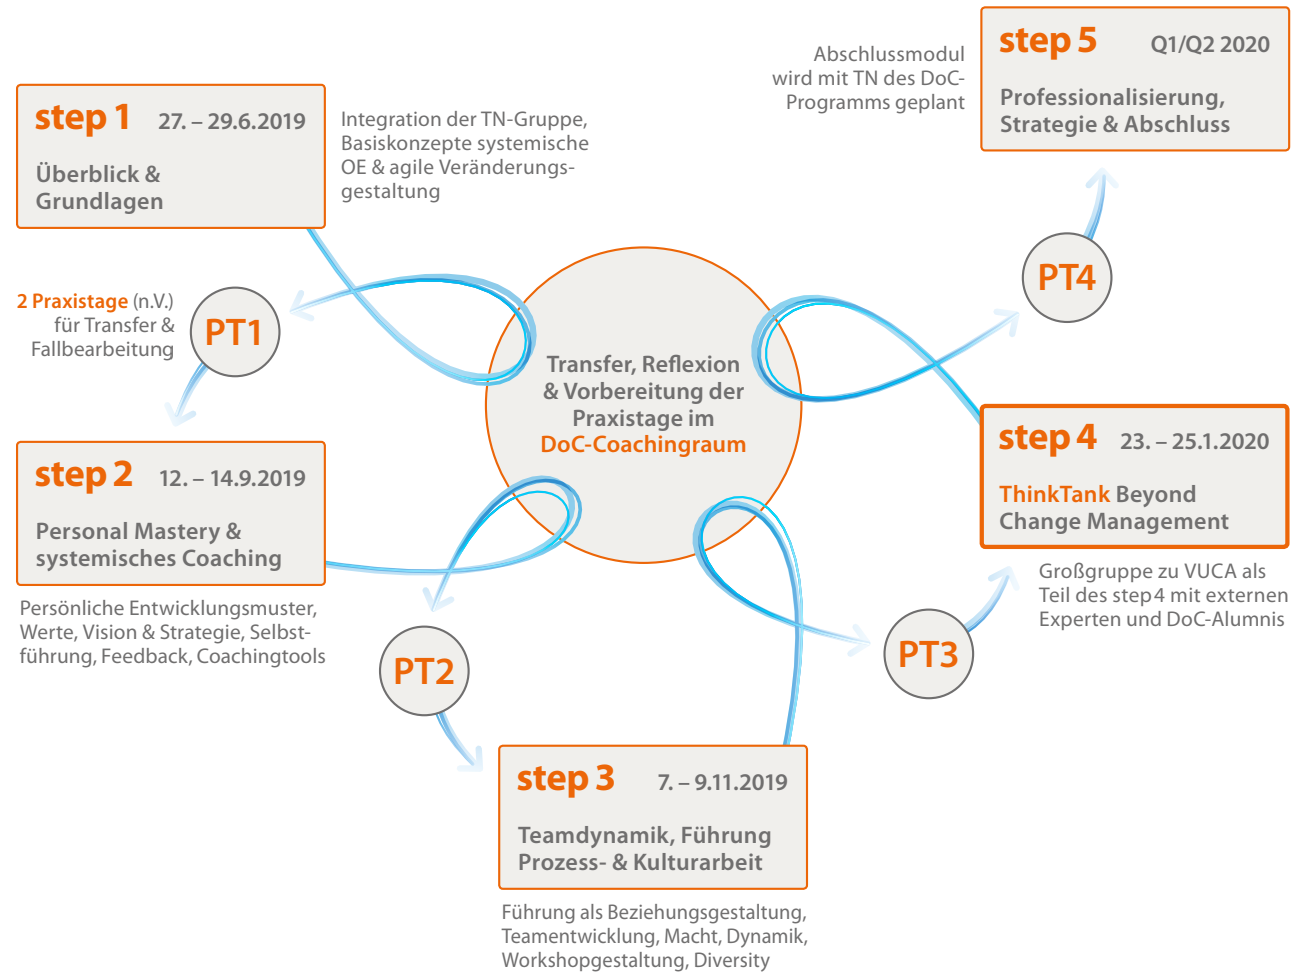 step 1 27. – 29.6.2019
Überblick &
Grundlagen
Integration der TN-Gruppe,
Basiskonzepte systemische
OE & agile Veränderungs-
gestaltung
2 Praxistage (n.V.)
für Transfer &
Fallbearbeitung
PT1
step 2 12. – 14.9.2019
Personal Mastery &
systemisches Coaching
Persönliche Entwicklungsmuster,
Werte, Vision & Strategie, Selbst-
führung, Feedback, Coachingtools
PT2
Transfer, Reflexion
& Vorbereitung der
Praxistage im
DoC-Coachingraum
step 3 7. – 9.11.2019
Teamdynamik, Führung
Prozess- & Kulturarbeit
Führung als Beziehungsgestaltung,
Teamentwicklung, Macht, Dynamik,
Workshopgestaltung, Diversity
PT3
step 4 23. – 25.1.2020
ThinkTank Beyond
Change Management
Großgruppe zu VUCA als
Teil des step 4 mit externen
Experten und DoC-Alumnis
PT4
Abschlussmodul
wird mit TN des DoC-
Programms geplant
step 5 Q1/Q2 2020
Professionalisierung,
Strategie & Abschluss